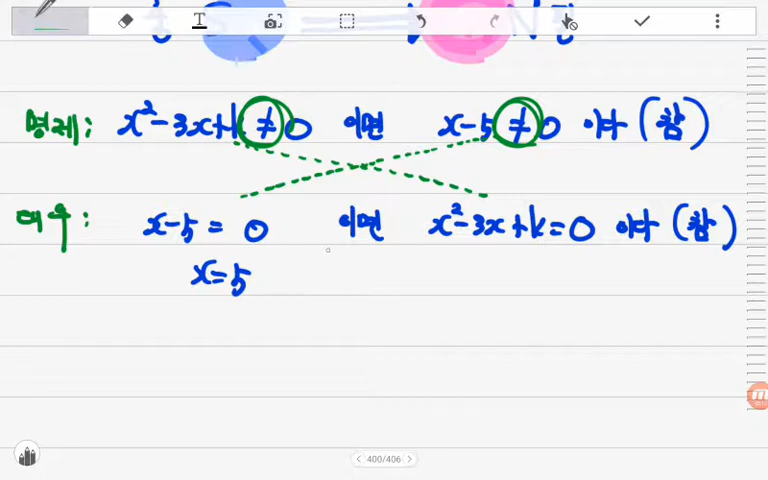 명제: x²-3x+k≠0 이면 x-5≠0 이다 (참)
대우: x-5=0 이면 x²-3x+k=0 이다 (참)
x=5
400/406